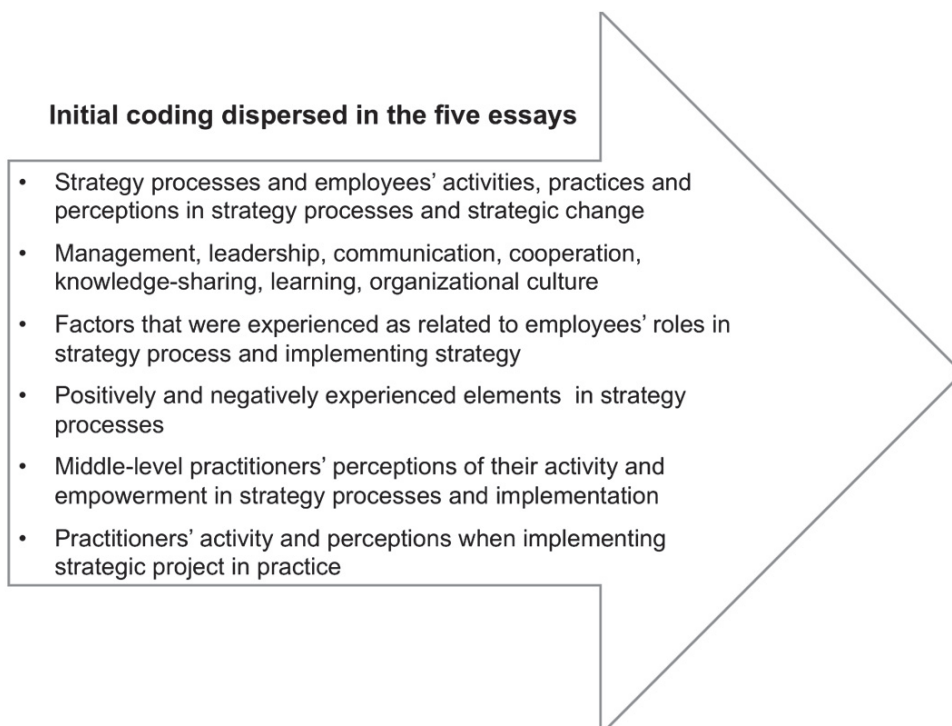 Initial coding dispersed in the five essays
• Strategy processes and employees’ activities, practices and
perceptions in strategy processes and strategic change
• Management, leadership, communication, cooperation,
knowledge-sharing, learning, organizational culture
• Factors that were experienced as related to employees’ roles in
strategy process and implementing strategy
• Positively and negatively experienced elements in strategy
processes
• Middle-level practitioners’ perceptions of their activity and
empowerment in strategy processes and implementation
• Practitioners’ activity and perceptions when implementing
strategic project in practice